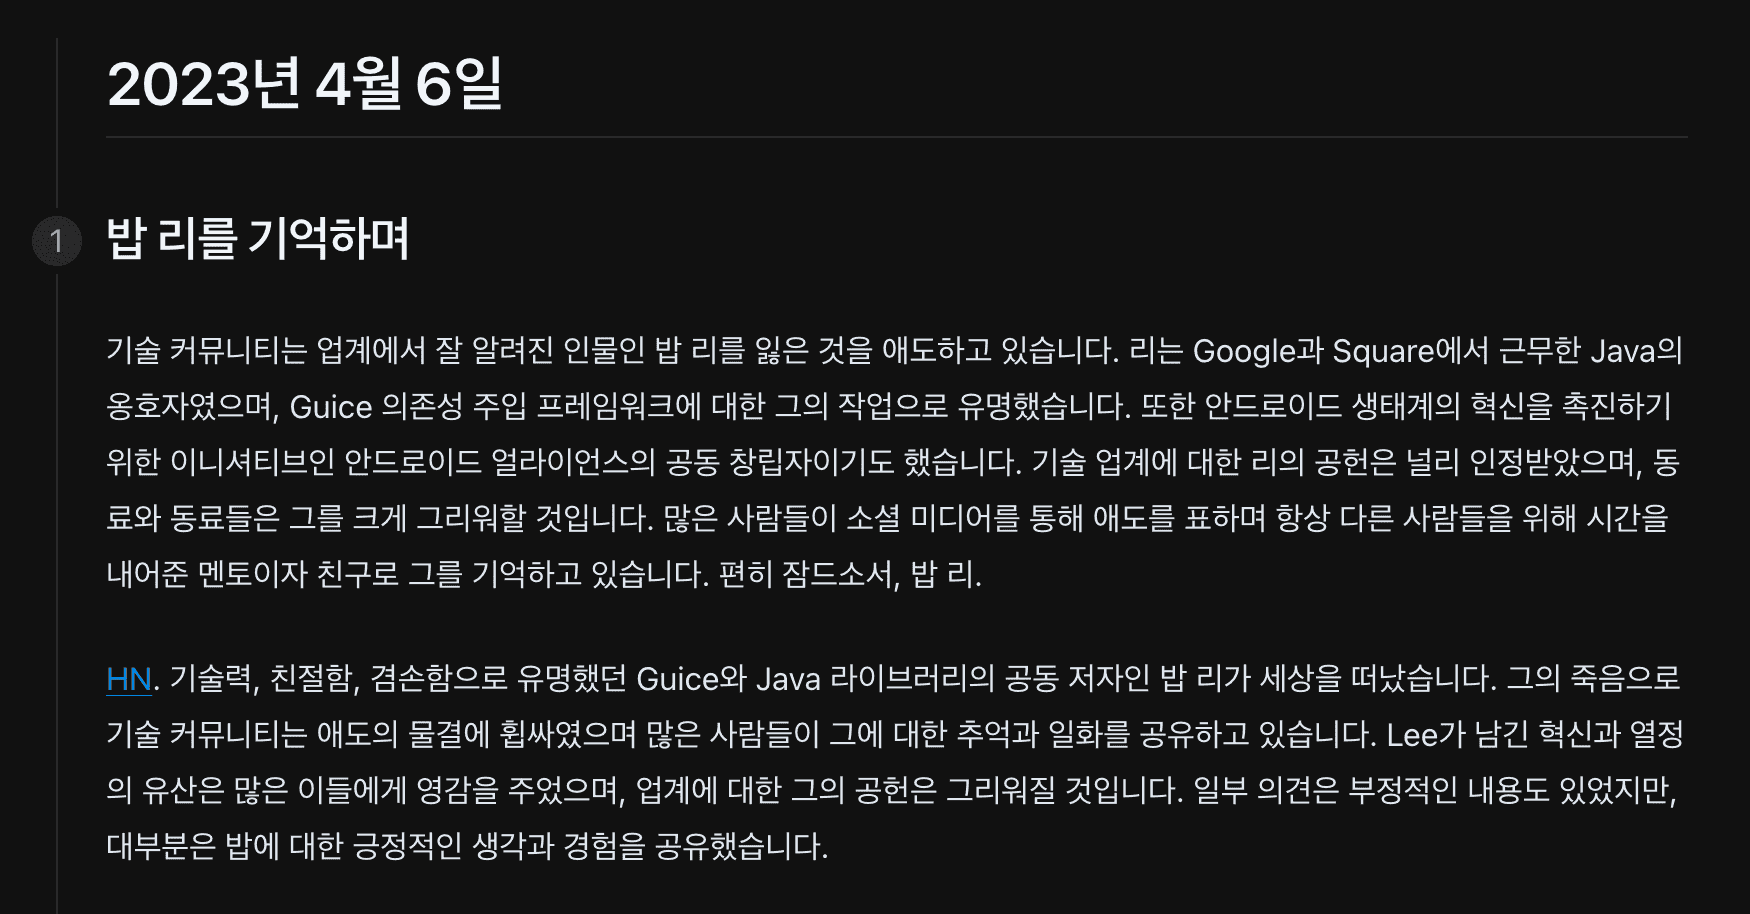 2023년 4월 6일
1
밥 리를 기억하며
기술 커뮤니티는 업계에서 잘 알려진 인물인 밥 리를 잃은 것을 애도하고 있습니다. 리는 Google과 Square에서 근무한 Java의
옹호자였으며, Guice 의존성 주입 프레임워크에 대한 그의 작업으로 유명했습니다. 또한 안드로이드 생태계의 혁신을 촉진하기
위한 이니셔티브인 안드로이드 얼라이언스의 공동 창립자이기도 했습니다. 기술 업계에 대한 리의 공헌은 널리 인정받았으며, 동
료와 동료들은 그를 크게 그리워할 것입니다. 많은 사람들이 소셜 미디어를 통해 애도를 표하며 항상 다른 사람들을 위해 시간을
내어준 멘토이자 친구로 그를 기억하고 있습니다. 편히 잠드소서, 밥 리.
HN. 기술력, 친절함, 겸손함으로 유명했던 Guice와 Java 라이브러리의 공동 저자인 밥 리가 세상을 떠났습니다. 그의 죽음으로
기술 커뮤니티는 애도의 물결에 휩싸였으며 많은 사람들이 그에 대한 추억과 일화를 공유하고 있습니다. Lee가 남긴 혁신과 열정
의 유산은 많은 이들에게 영감을 주었으며, 업계에 대한 그의 공헌은 그리워질 것입니다. 일부 의견은 부정적인 내용도 있었지만,
대부분은 밥에 대한 긍정적인 생각과 경험을 공유했습니다.